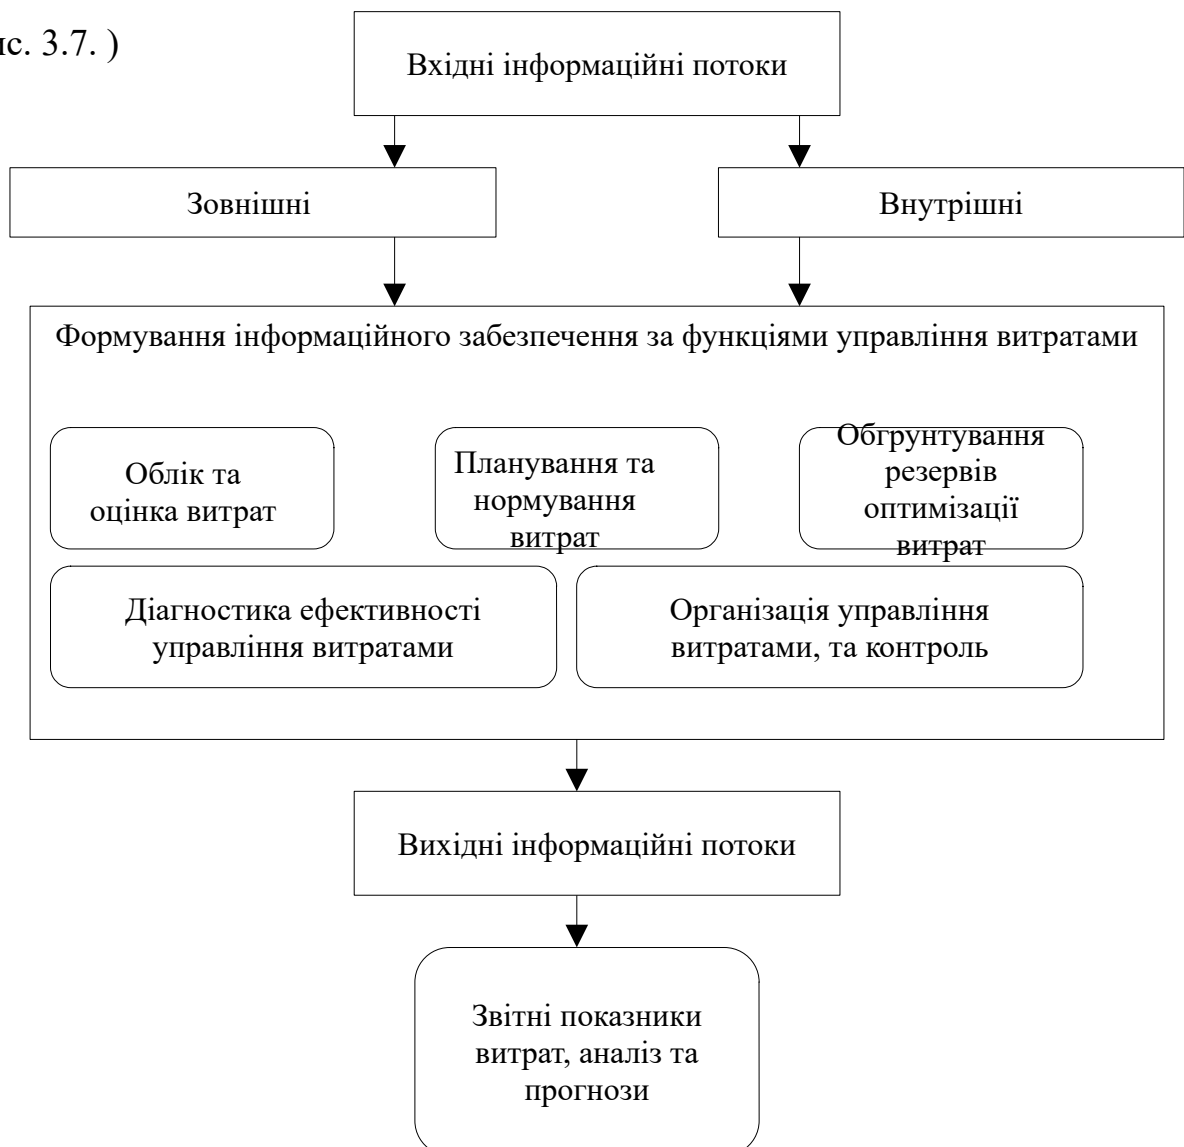 ис. 3.7. )
Вхідні інформаційні потоки
Зовнішні
Внутрішні
Формування інформаційного забезпечення за функціями управління витратами
Облік та
оцінка витрат
Планування та
нормування
витрат
Обгрунтування
резервів
оптимізації
витрат
Діагностика ефективності
управління витратами
Організація управління
витратами, та контроль
Вихідні інформаційні потоки
Звітні показники
витрат, аналіз та
прогнози